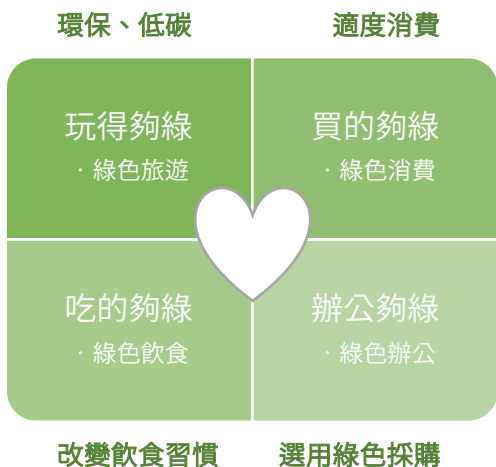 環保、低碳
適度消費
玩得夠綠
· 綠色旅遊
買的夠綠
· 綠色消費
吃的夠綠
· 綠色飲食
辦公夠綠
· 綠色辦公
改變飲食習慣
選用綠色採購